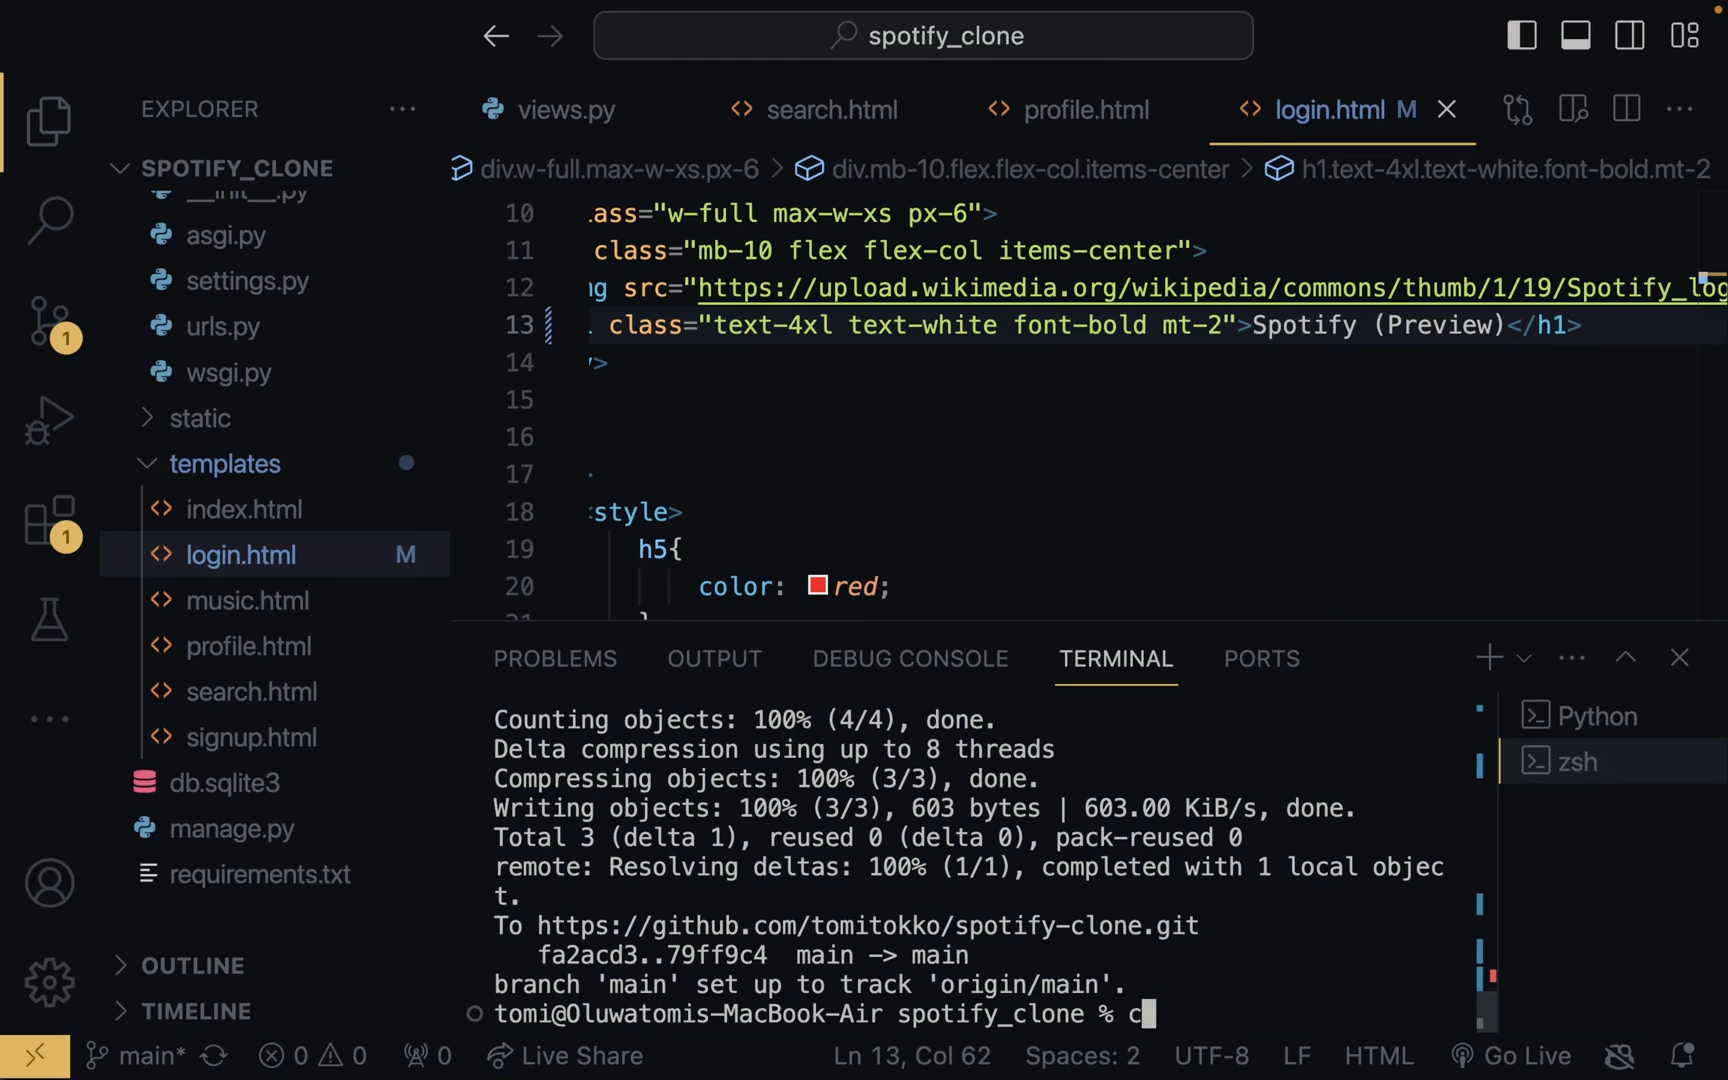 spotify_clone
EXPLORER
views.py
search.html
profile.html
login.html M
SPOTIFY_CLONE
div.w-full.max-w-xs.px-6 > div.mb-10.flex.flex-col.items-center > h1.text-4xl.text-white.font-bold.mt-2
__init__.py
asgi.py
settings.py
urls.py
wsgi.py
static
templates
index.html
login.html M
music.html
profile.html
search.html
signup.html
db.sqlite3
manage.py
requirements.txt
OUTLINE
TIMELINE
1
1
10 ass="w-full max-w-xs px-6">
11 class="mb-10 flex flex-col items-center">
12 ng src="https://upload.wikimedia.org/wikipedia/commons/thumb/1/19/Spotify_log
13 class="text-4xl text-white font-bold mt-2">Spotify (Preview)</h1>
14 >
15
16
17
18 style>
19 h5{
20 color: red;
21 }
PROBLEMS OUTPUT DEBUG CONSOLE TERMINAL PORTS
Counting objects: 100% (4/4), done.
Delta compression using up to 8 threads
Compressing objects: 100% (3/3), done.
Writing objects: 100% (3/3), 603 bytes | 603.00 KiB/s, done.
Total 3 (delta 1), reused 0 (delta 0), pack-reused 0
remote: Resolving deltas: 100% (1/1), completed with 1 local objec
t.
To https://github.com/tomitokko/spotify-clone.git
fa2acd3..79ff9c4 main -> main
branch 'main' set up to track 'origin/main'.
tomi@Oluwatomis-MacBook-Air spotify_clone % c
Python
zsh
main* 0 0 0 Live Share Ln 13, Col 62 Spaces: 2 UTF-8 LF HTML Go Live